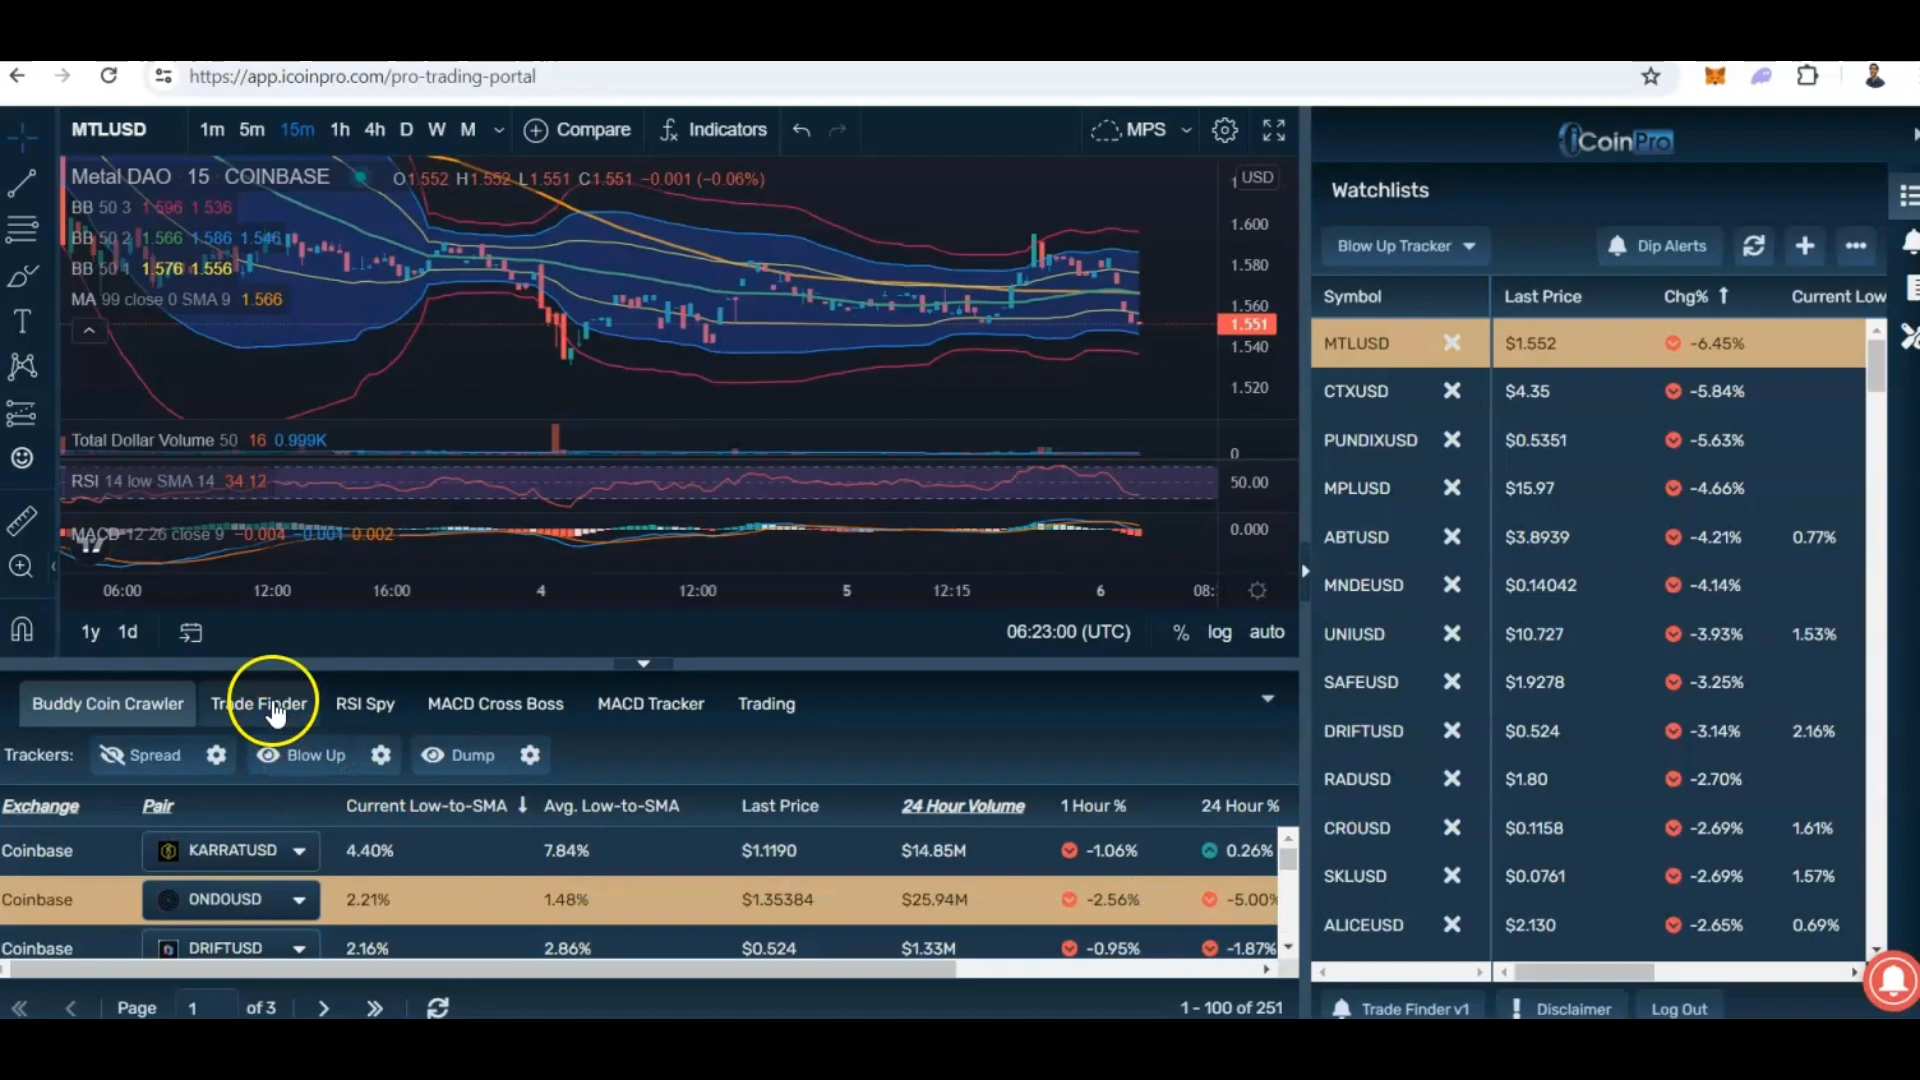 https://app.icoinpro.com/pro-trading-portal
MTLUSD 1m 5m 15m 1h 4h D W M Compare Indicators MPS
iCoinPro
Metal DAO 15 COINBASE O1.552 H1.552 L1.551 C1.551 −0.001 (−0.06%)
USD
BB 50 3 1.596 1.536
BB 50 2 1.566 1.586 1.546
BB 50 1 1.576 1.556
MA 99 close 0 SMA 9 1.566
1.600
1.580
1.560
1.551
1.540
1.520
Total Dollar Volume 50 16 0.999K
0
RSI 14 low SMA 14 34 12
50.00
MACD 12 26 close 9 −0.004 −0.001 0.002
0.000
06:00 12:00 16:00 4 12:00 5 12:15 6 08:
1y 1d 06:23:00 (UTC) % log auto
Watchlists
Blow Up Tracker Dip Alerts
Symbol Last Price Chg% ↑ Current Low
MTLUSD $1.552 -6.45%
CTXUSD $4.35 -5.84%
PUNDIXUSD $0.5351 -5.63%
MPLUSD $15.97 -4.66%
ABTUSD $3.8939 -4.21% 0.77%
MNDEUSD $0.14042 -4.14%
UNIUSD $10.727 -3.93% 1.53%
SAFEUSD $1.9278 -3.25%
DRIFTUSD $0.524 -3.14% 2.16%
RADUSD $1.80 -2.70%
CROUSD $0.1158 -2.69% 1.61%
SKLUSD $0.0761 -2.69% 1.57%
ALICEUSD $2.130 -2.65% 0.69%
Buddy Coin Crawler Trade Finder RSI Spy MACD Cross Boss MACD Tracker Trading
Trackers: Spread Blow Up Dump
Exchange Pair Current Low-to-SMA ↓ Avg. Low-to-SMA Last Price 24 Hour Volume 1 Hour % 24 Hour %
Coinbase KARRATUSD 4.40% 7.84% $1.1190 $14.85M -1.06% 0.26%
Coinbase ONDOUSD 2.21% 1.48% $1.35384 $25.94M -2.56% -5.00%
Coinbase DRIFTUSD 2.16% 2.86% $0.524 $1.33M -0.95% -1.87%
Page 1 of 3 1 - 100 of 251
Trade Finder v1 Disclaimer Log Out